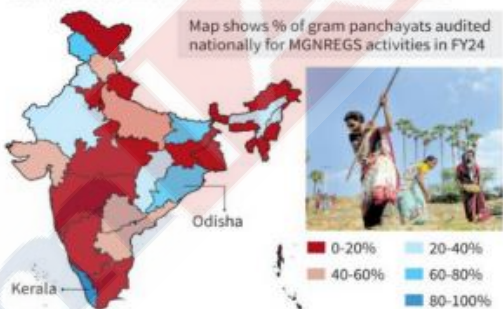 Map shows % of gram panchayats audited
nationally for MGNREGS activities in FY24
Odisha
Kerala
0-20%
20-40%
40-60%
60-80%
80-100%